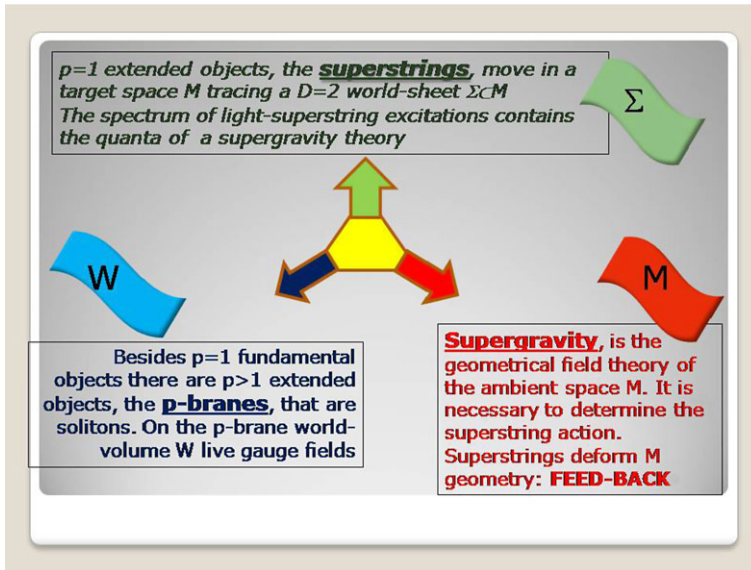 p=1 extended objects, the superstrings, move in a
target space M tracing a D=2 world-sheet Σ⊂M
The spectrum of light-superstring excitations contains
the quanta of a supergravity theory
Σ
W
M
Besides p=1 fundamental
objects there are p>1 extended
objects, the p-branes, that are
solitons. On the p-brane world-
volume W live gauge fields
Supergravity, is the
geometrical field theory of
the ambient space M. It is
necessary to determine the
superstring action.
Superstrings deform M
geometry: FEED-BACK